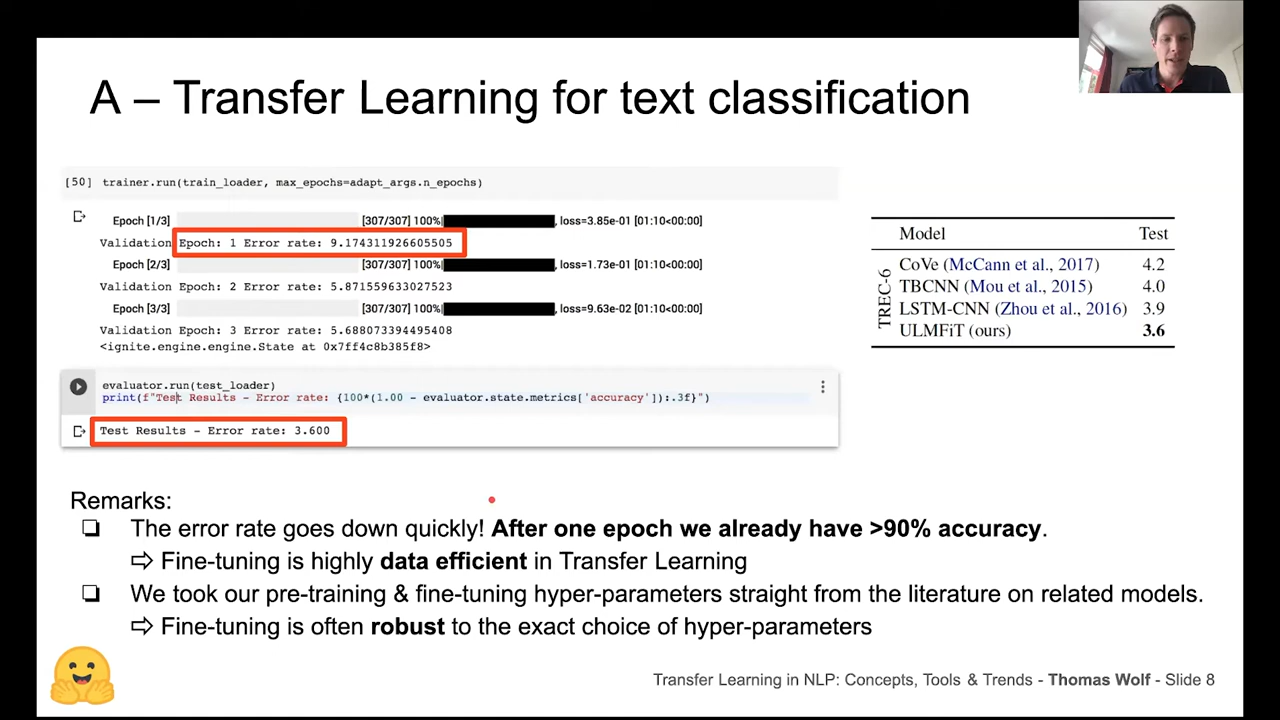 A – Transfer Learning for text classification
[50] trainer.run(train_loader, max_epochs=adapt_args.n_epochs)
Epoch [1/3] [307/307] 100%| , loss=3.85e-01 [01:10<00:00]
Validation Epoch: 1 Error rate: 9.174311926605505
Epoch [2/3] [307/307] 100%| , loss=1.73e-01 [01:10<00:00]
Validation Epoch: 2 Error rate: 5.871559633027523
Epoch [3/3] [307/307] 100%| , loss=9.63e-02 [01:10<00:00]
Validation Epoch: 3 Error rate: 5.688073394495408
<ignite.engine.engine.State at 0x7ff4c8b385f8>
evaluator.run(test_loader)
print(f"Test Results - Error rate: {100*(1.00 - evaluator.state.metrics['accuracy']):.3f}")
Test Results - Error rate: 3.600
Model Test
TREC-6
CoVe (McCann et al., 2017) 4.2
TBCNN (Mou et al., 2015) 4.0
LSTM-CNN (Zhou et al., 2016) 3.9
ULMFiT (ours) 3.6
Remarks:
❏ The error rate goes down quickly! After one epoch we already have >90% accuracy.
⇨ Fine-tuning is highly data efficient in Transfer Learning
❏ We took our pre-training & fine-tuning hyper-parameters straight from the literature on related models.
⇨ Fine-tuning is often robust to the exact choice of hyper-parameters
Transfer Learning in NLP: Concepts, Tools & Trends - Thomas Wolf - Slide 8